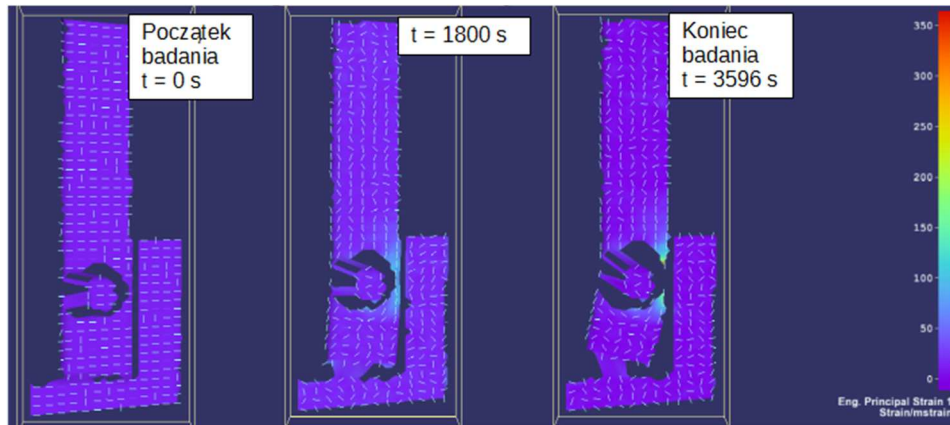 Początek
badania
t = 0 s
t = 1800 s
Koniec
badania
t = 3596 s
350
300
250
200
150
100
50
0
Eng. Principal Strain 1
Strain/mstrain